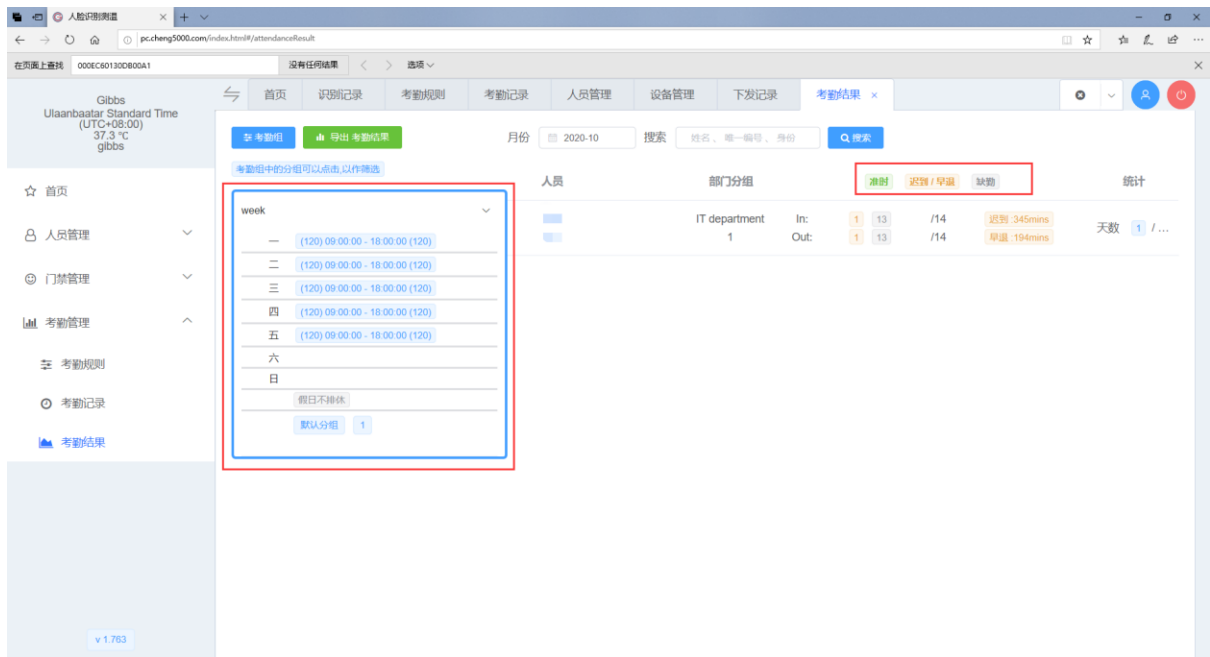 人脸识别测温
pc.cheng5000.com/index.html#/attendanceResult
在页面上查找 000EC60130DB00A1 没有任何结果 选项
Gibbs
Ulaanbaatar Standard Time
(UTC+08:00)
37.3 ℃
gibbs
首页 识别记录 考勤规则 考勤记录 人员管理 设备管理 下发记录 考勤结果 ×
考勤组 导出 考勤结果 月份 2020-10 搜索 姓名、 唯一编号、 身份 搜索
考勤组中的分组可以点击,以作筛选
人员 部门分组 准时 迟到 / 早退 缺勤 统计
首页
人员管理
门禁管理
考勤管理
考勤规则
考勤记录
考勤结果
v 1.763
week
一 (120) 09:00:00 - 18:00:00 (120)
二 (120) 09:00:00 - 18:00:00 (120)
三 (120) 09:00:00 - 18:00:00 (120)
四 (120) 09:00:00 - 18:00:00 (120)
五 (120) 09:00:00 - 18:00:00 (120)
六
日
假日不排休
默认分组 1
IT department In: 1 13 /14 迟到 :345mins
1 Out: 1 13 /14 早退 :194mins
天数 1 / ...